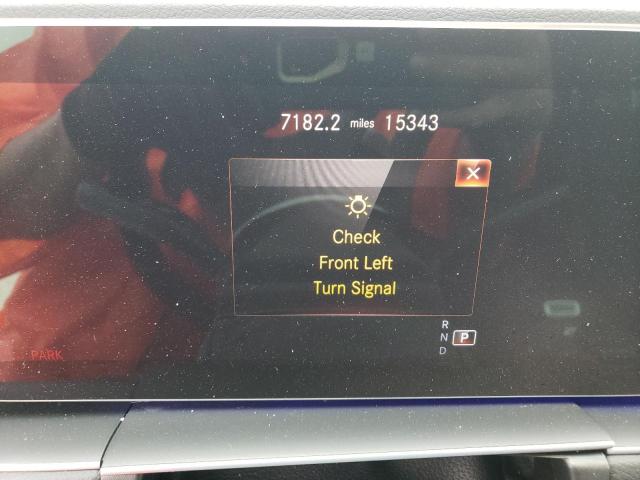 7182.2 miles 15343
Check
Front Left
Turn Signal
R
N P
D
PARK